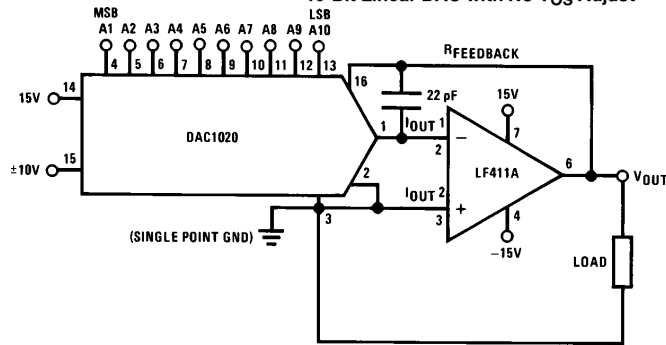 10-Bit Linear DAC with No VOS Adjust
MSB LSB
A1 A2 A3 A4 A5 A6 A7 A8 A9 A10
4 5 6 7 8 9 10 11 12 13
RFEEDBACK
16
14
15V
22 pF
15V
DAC1020
1
IOUT 1
2
−
7
LF411A
6
VOUT
15
±10V
2
IOUT 2
3
+
4
−15V
3
(SINGLE POINT GND)
LOAD